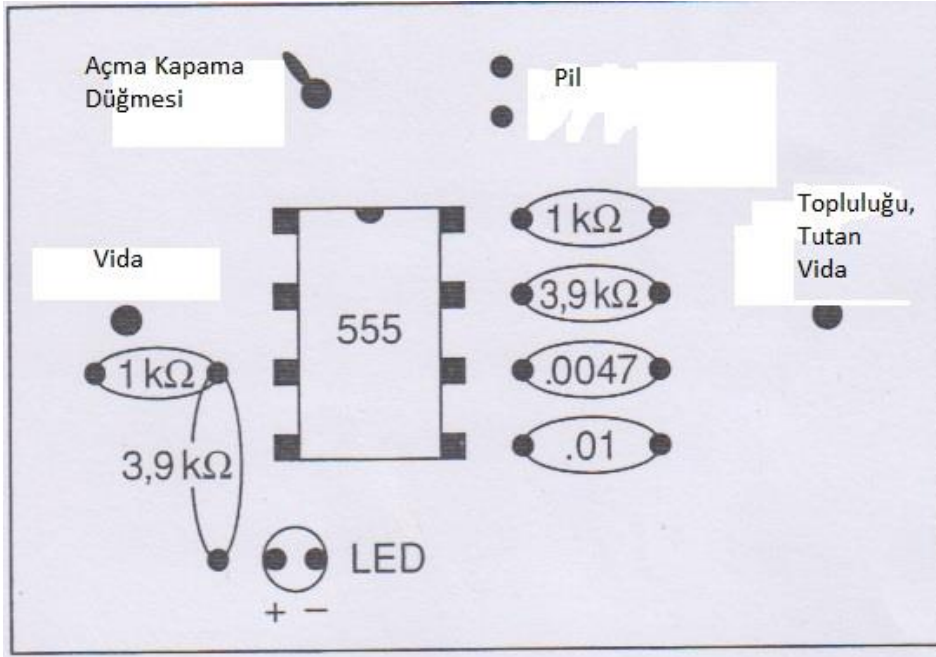 Açma Kapama
Düğmesi
Pil
1 kΩ
Topluluğu,
Tutan
Vida
Vida
3,9 kΩ
555
1 kΩ
.0047
3,9 kΩ
.01
LED
+ −